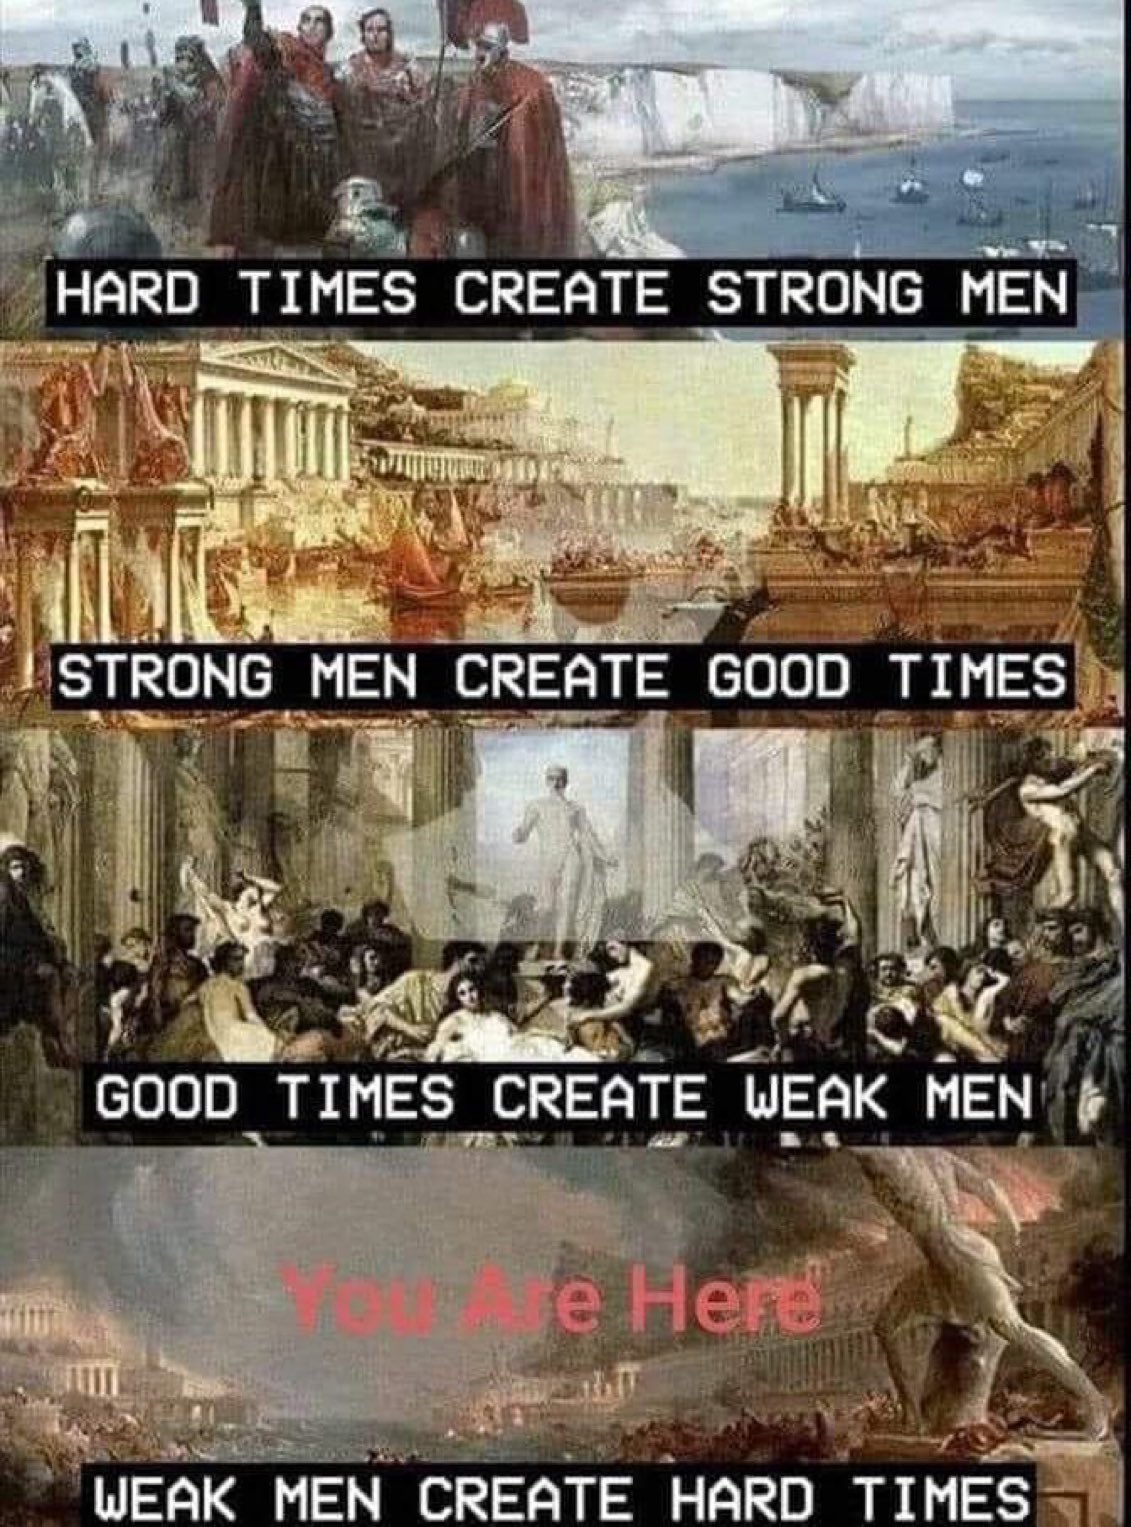 HARD TIMES CREATE STRONG MEN
STRONG MEN CREATE GOOD TIMES
GOOD TIMES CREATE WEAK MEN
You Are Here
WEAK MEN CREATE HARD TIMES